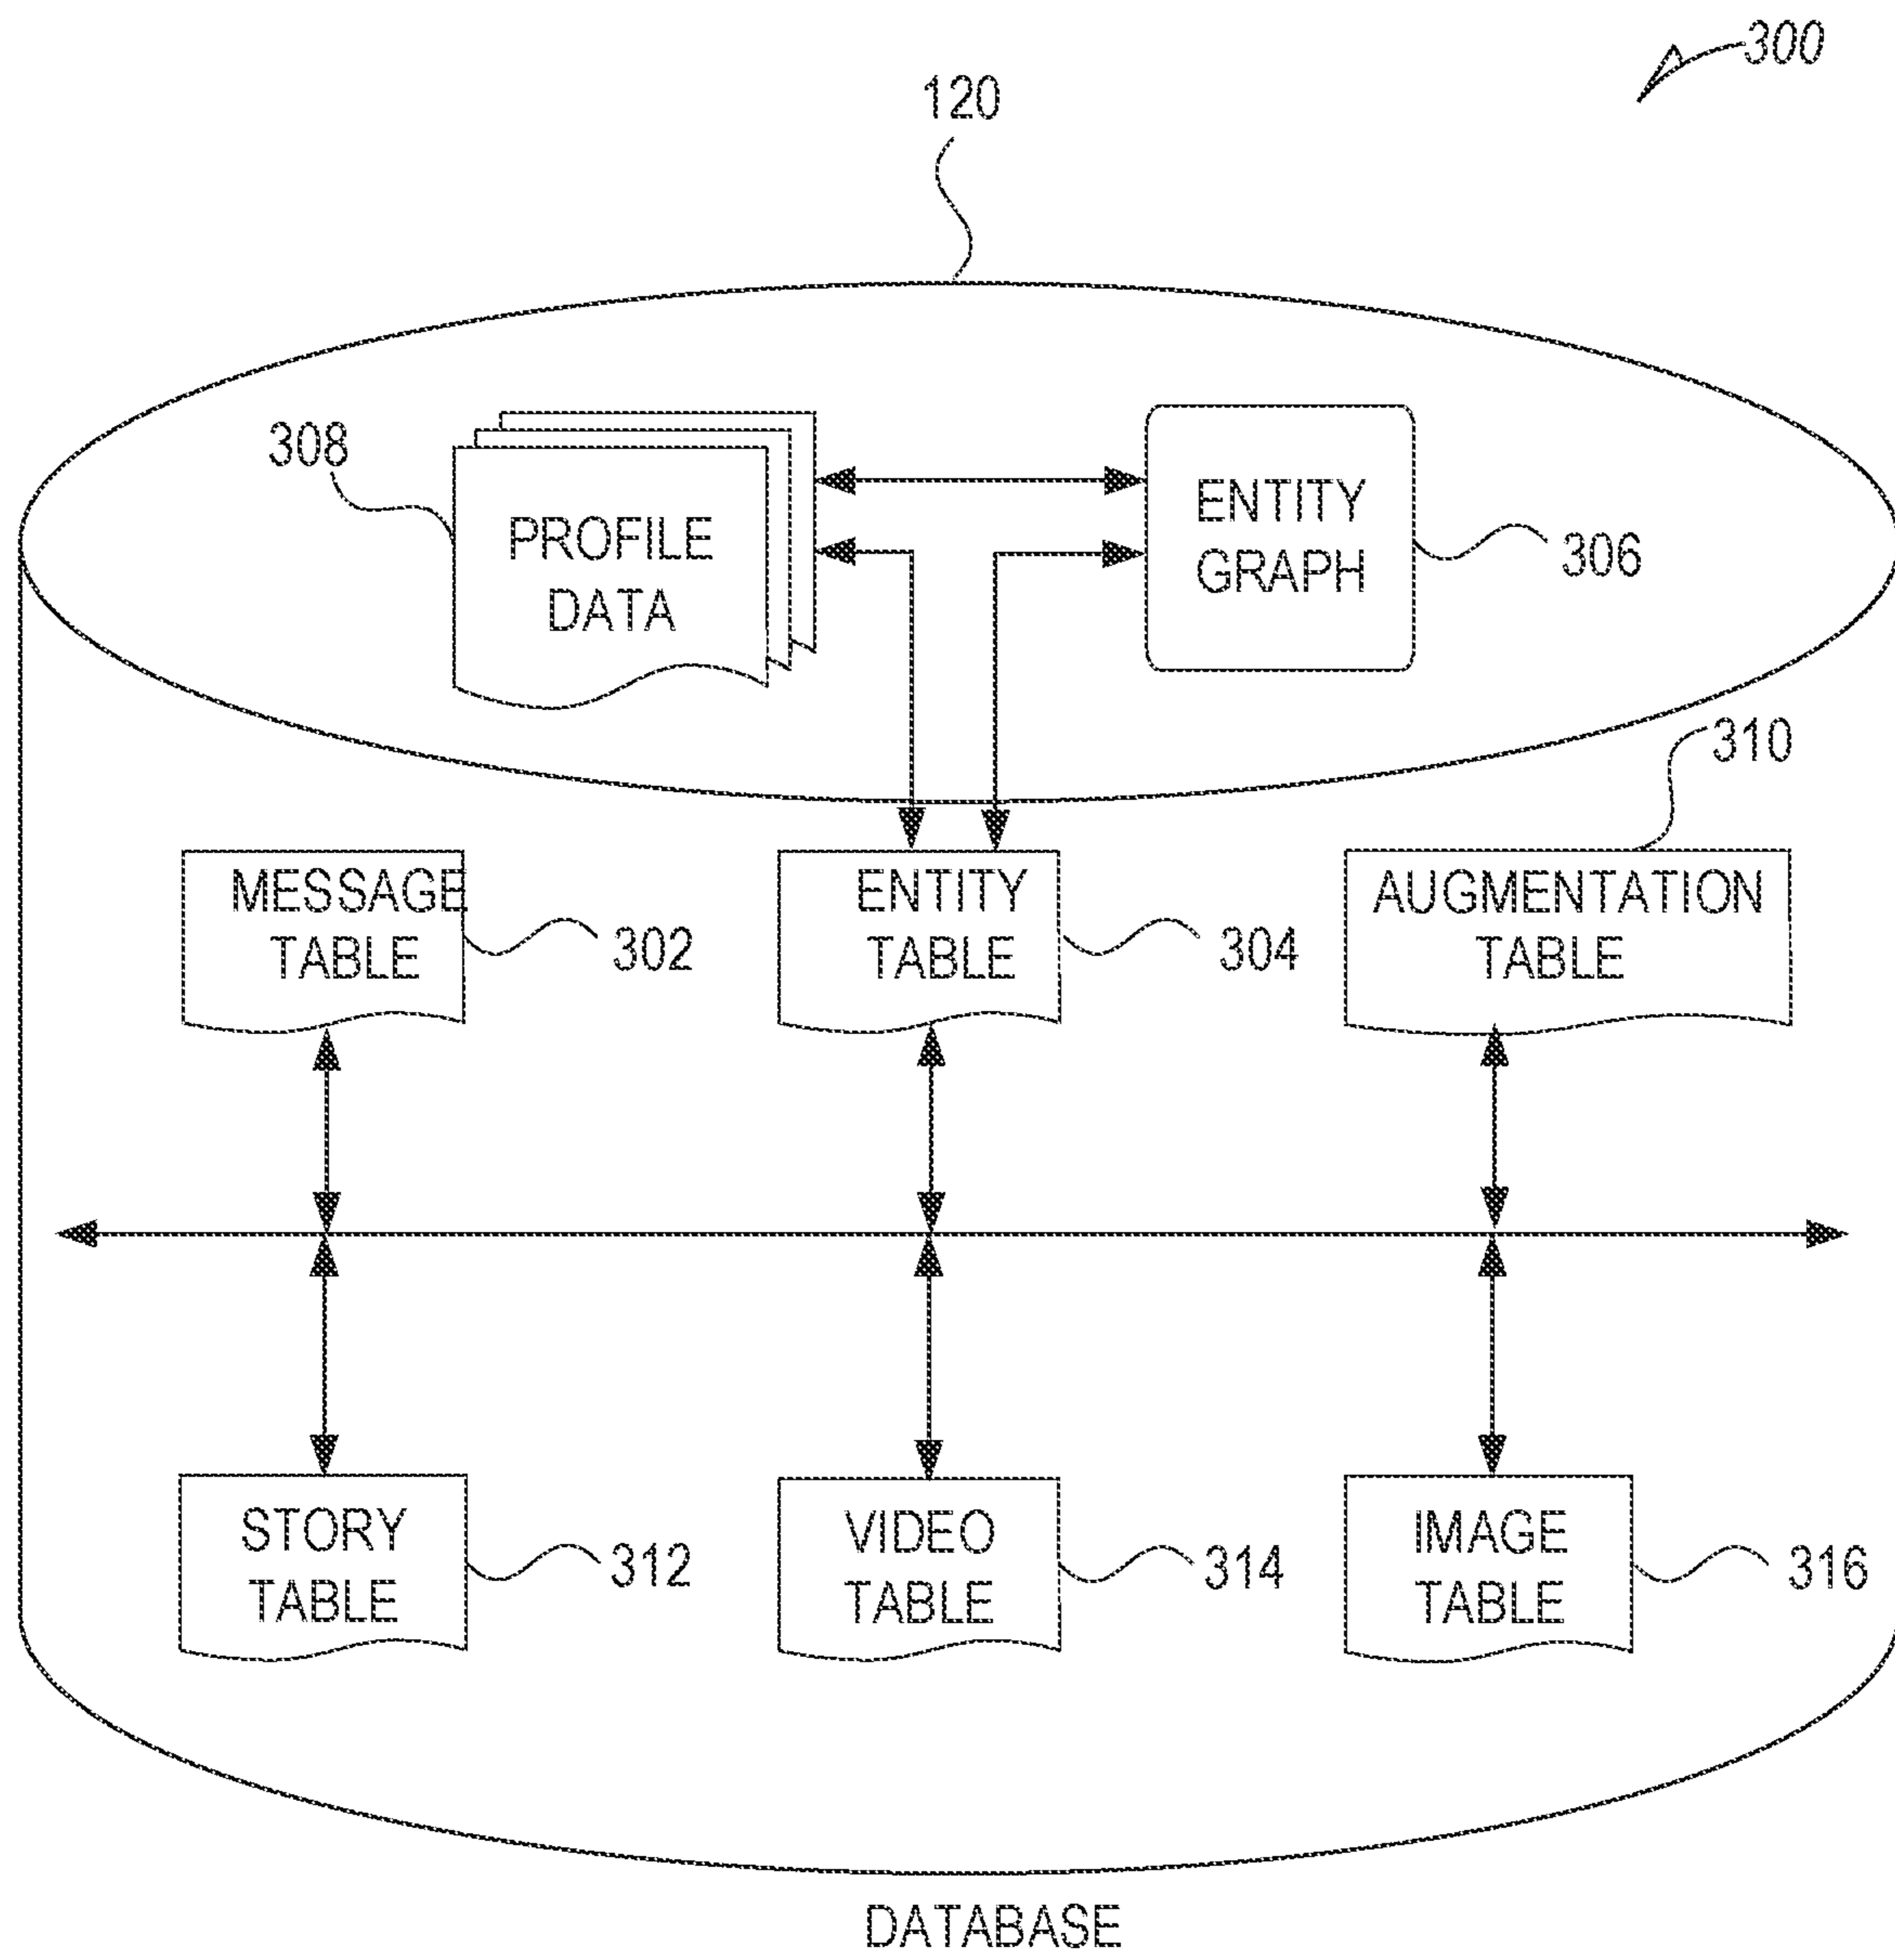 300
120
308
PROFILE
DATA
ENTITY
GRAPH
306
310
MESSAGE
TABLE
302
ENTITY
TABLE
304
AUGMENTATION
TABLE
STORY
TABLE
312
VIDEO
TABLE
314
IMAGE
TABLE
316
DATABASE